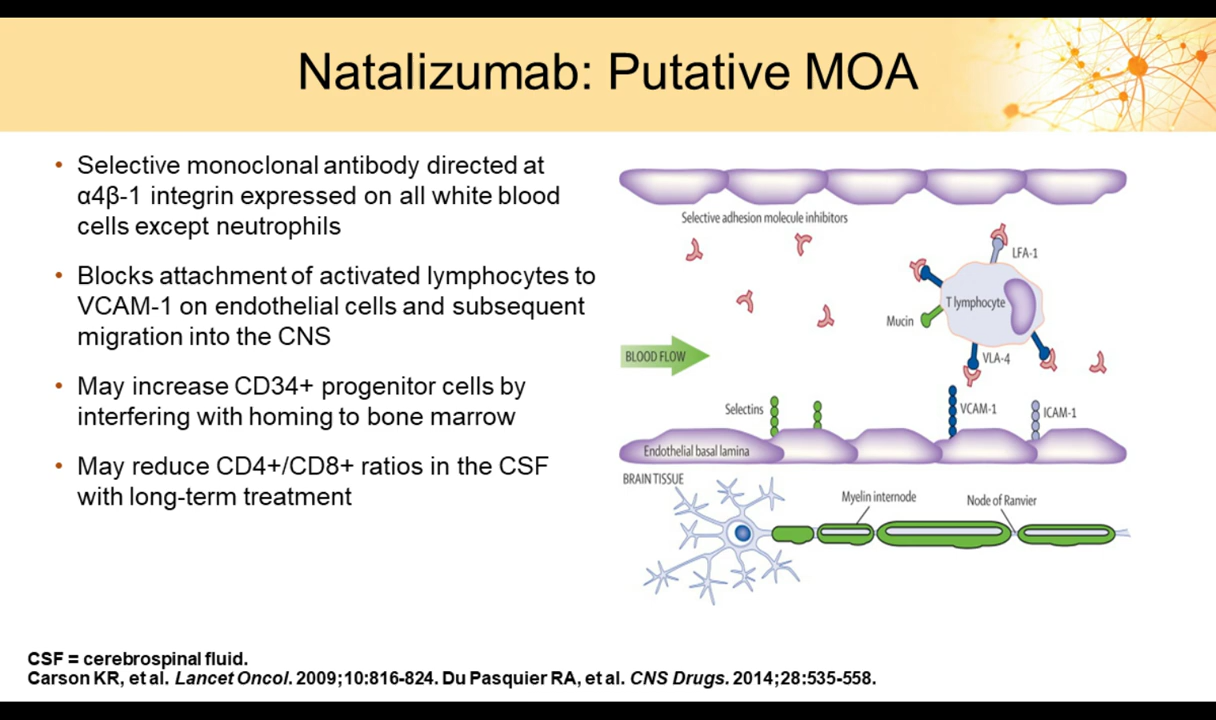 Natalizumab: Putative MOA
• Selective monoclonal antibody directed at
α4β-1 integrin expressed on all white blood
cells except neutrophils
• Blocks attachment of activated lymphocytes to
VCAM-1 on endothelial cells and subsequent
migration into the CNS
• May increase CD34+ progenitor cells by
interfering with homing to bone marrow
• May reduce CD4+/CD8+ ratios in the CSF
with long-term treatment
Selective adhesion molecule inhibitors
LFA-1
T lymphocyte
Mucin
VLA-4
BLOOD FLOW
Selectins
VCAM-1
ICAM-1
Endothelial basal lamina
BRAIN TISSUE
Myelin internode
Node of Ranvier
CSF = cerebrospinal fluid.
Carson KR, et al. Lancet Oncol. 2009;10:816-824. Du Pasquier RA, et al. CNS Drugs. 2014;28:535-558.